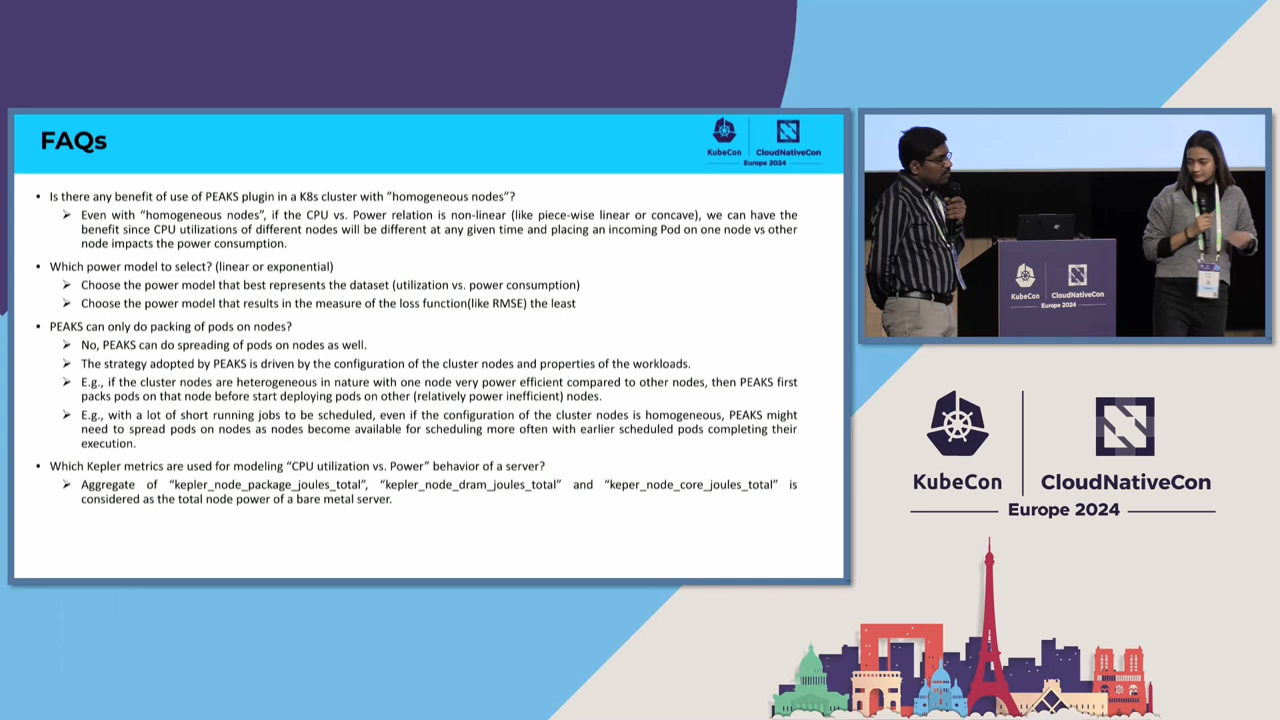 FAQs
KubeCon
CloudNativeCon
Europe 2024
• Is there any benefit of use of PEAKS plugin in a K8s cluster with "homogeneous nodes"?
➢ Even with "homogeneous nodes", if the CPU vs. Power relation is non-linear (like piece-wise linear or concave), we can have the
benefit since CPU utilizations of different nodes will be different at any given time and placing an incoming Pod on one node vs other
node impacts the power consumption.
• Which power model to select? (linear or exponential)
➢ Choose the power model that best represents the dataset (utilization vs. power consumption)
➢ Choose the power model that results in the measure of the loss function(like RMSE) the least
• PEAKS can only do packing of pods on nodes?
➢ No, PEAKS can do spreading of pods on nodes as well.
➢ The strategy adopted by PEAKS is driven by the configuration of the cluster nodes and properties of the workloads.
➢ E.g., if the cluster nodes are heterogeneous in nature with one node very power efficient compared to other nodes, then PEAKS first
packs pods on that node before start deploying pods on other (relatively power inefficient) nodes.
➢ E.g., with a lot of short running jobs to be scheduled, even if the configuration of the cluster nodes is homogeneous, PEAKS might
need to spread pods on nodes as nodes become available for scheduling more often with earlier scheduled pods completing their
execution.
• Which Kepler metrics are used for modeling "CPU utilization vs. Power" behavior of a server?
➢ Aggregate of "kepler_node_package_joules_total", "kepler_node_dram_joules_total" and "keper_node_core_joules_total" is
considered as the total node power of a bare metal server.
KubeCon
CloudNativeCon
Europe 2024
KubeCon
CloudNativeCon
Europe 2024